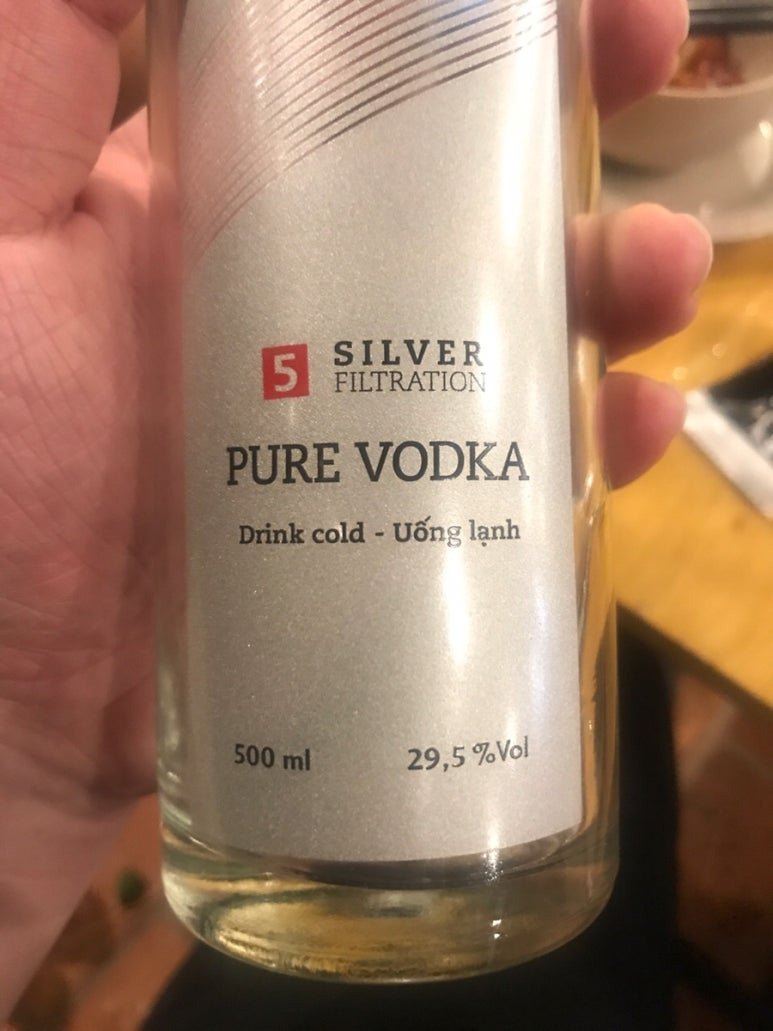 5 SILVER
FILTRATION
PURE VODKA
Drink cold - Uống lạnh
500 ml 29,5 %Vol